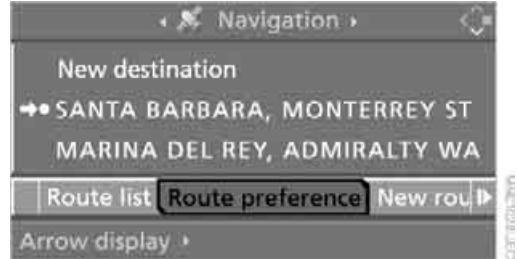 Navigation
New destination
SANTA BARBARA, MONTERREY ST
MARINA DEL REY, ADMIRALTY WA
Route list Route preference New rou
Arrow display